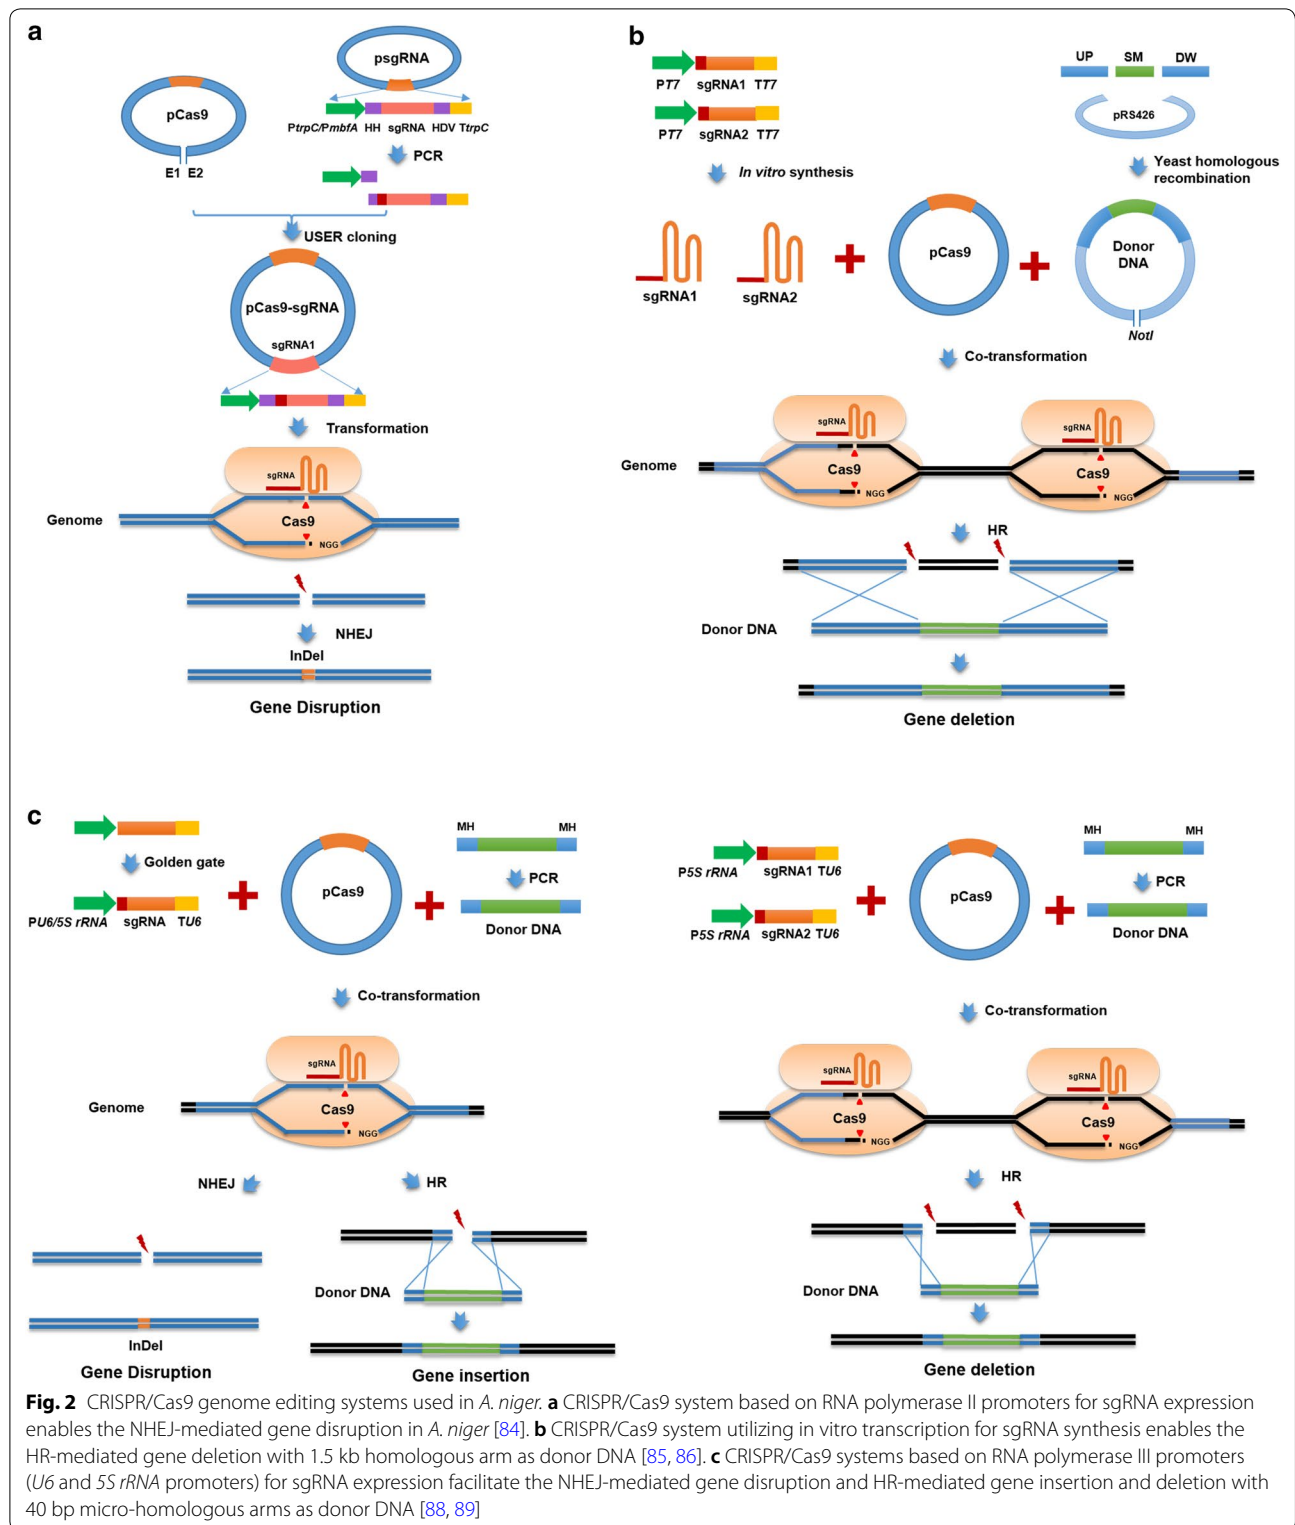 a
psgRNA
pCas9
E1 E2
PtrpC/PmbfA HH sgRNA HDV TtrpC
PCR
USER cloning
pCas9-sgRNA
sgRNA1
Transformation
sgRNA
Genome
Cas9
NGG
NHEJ
InDel
Gene Disruption
b
PT7 sgRNA1 TT7
PT7 sgRNA2 TT7
In vitro synthesis
UP SM DW
pRS426
Yeast homologous
recombination
sgRNA1
sgRNA2
pCas9
Donor
DNA
NotI
Co-transformation
sgRNA
sgRNA
Genome
Cas9
Cas9
NGG
NGG
HR
Donor DNA
Gene deletion
c
Golden gate
PU6/5S rRNA sgRNA TU6
pCas9
MH MH
PCR
Donor DNA
Co-transformation
sgRNA
Genome
Cas9
NGG
NHEJ
HR
InDel
Gene Disruption
Donor DNA
Gene insertion
P5S rRNA sgRNA1 TU6
P5S rRNA sgRNA2 TU6
pCas9
MH MH
PCR
Donor DNA
Co-transformation
sgRNA
sgRNA
Cas9
Cas9
NGG
NGG
HR
Donor DNA
Gene deletion
Fig. 2 CRISPR/Cas9 genome editing systems used in A. niger. a CRISPR/Cas9 system based on RNA polymerase II promoters for sgRNA expression
enables the NHEJ-mediated gene disruption in A. niger [84]. b CRISPR/Cas9 system utilizing in vitro transcription for sgRNA synthesis enables the
HR-mediated gene deletion with 1.5 kb homologous arm as donor DNA [85, 86]. c CRISPR/Cas9 systems based on RNA polymerase III promoters
(U6 and 5S rRNA promoters) for sgRNA expression facilitate the NHEJ-mediated gene disruption and HR-mediated gene insertion and deletion with
40 bp micro-homologous arms as donor DNA [88, 89]